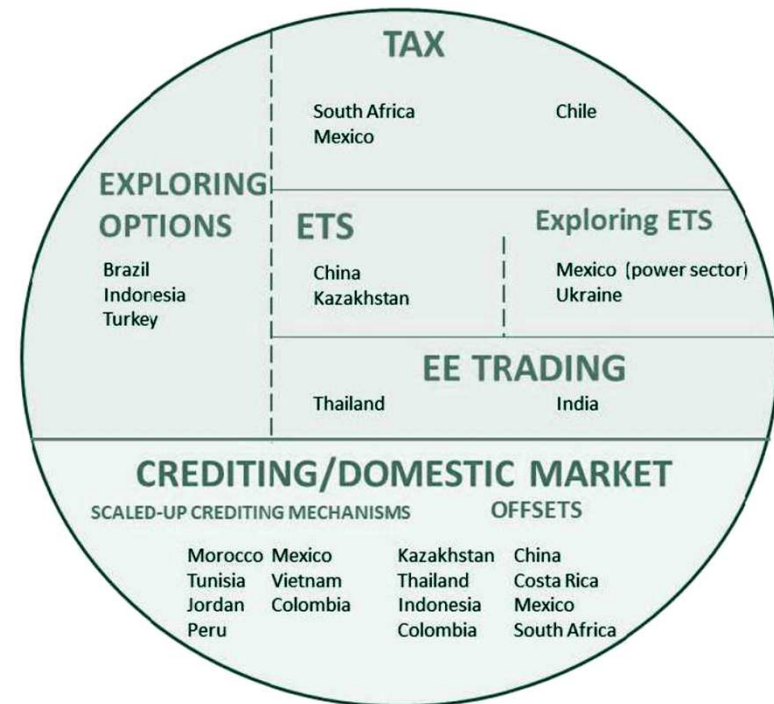 TAX
South Africa Chile
Mexico
EXPLORING
OPTIONS
Brazil
Indonesia
Turkey
ETS
China
Kazakhstan
Exploring ETS
Mexico (power sector)
Ukraine
EE TRADING
Thailand India
CREDITING/DOMESTIC MARKET
SCALED-UP CREDITING MECHANISMS
Morocco Mexico
Tunisia Vietnam
Jordan Colombia
Peru
OFFSETS
Kazakhstan China
Thailand Costa Rica
Indonesia Mexico
Colombia South Africa